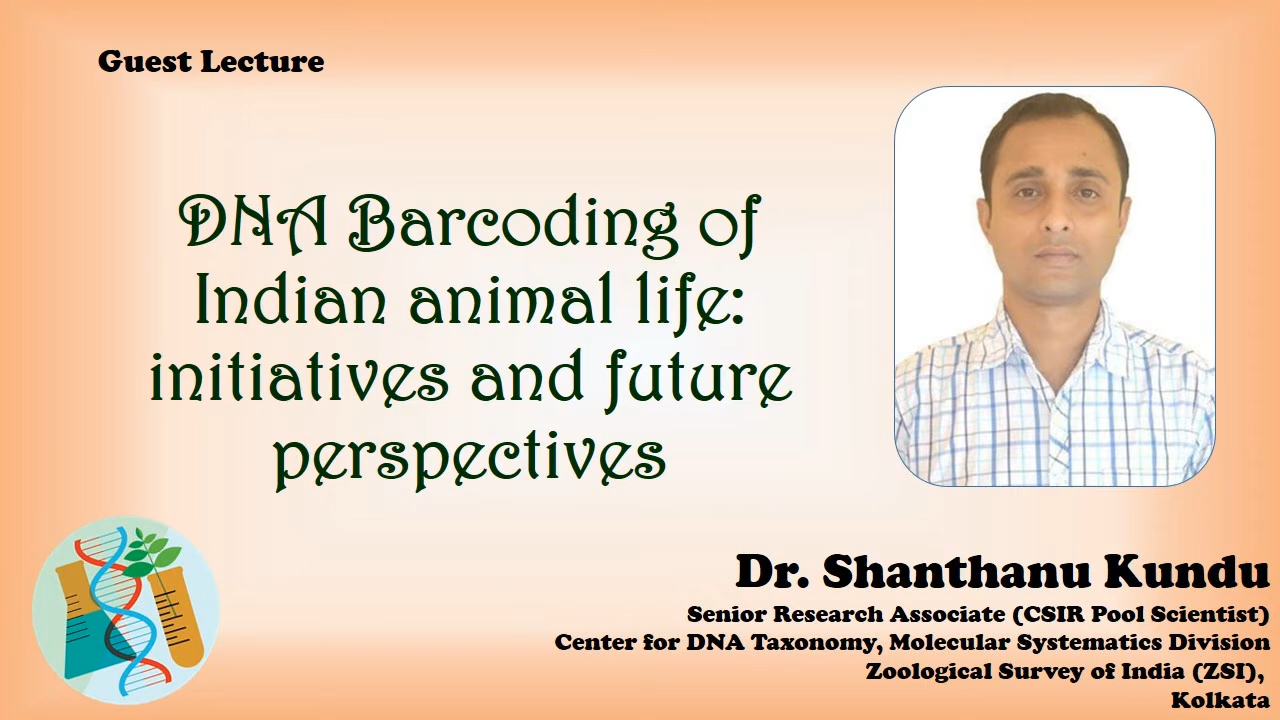 Guest Lecture
DNA Barcoding of
Indian animal life:
initiatives and future
perspectives
Dr. Shanthanu Kundu
Senior Research Associate (CSIR Pool Scientist)
Center for DNA Taxonomy, Molecular Systematics Division
Zoological Survey of India (ZSI),
Kolkata